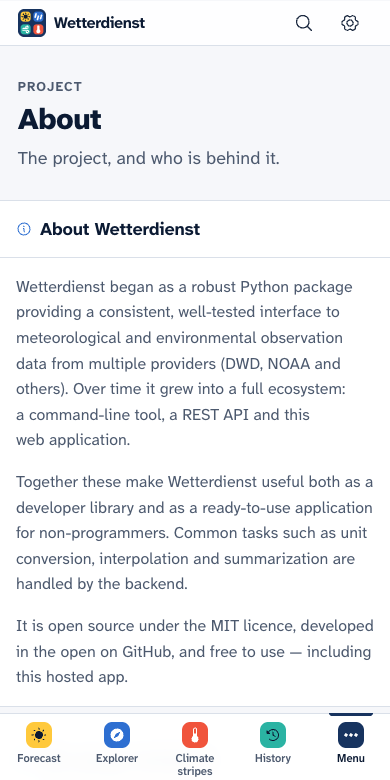 Wetterdienst
PROJECT
About
The project, and who is behind it.
About Wetterdienst
Wetterdienst began as a robust Python package
providing a consistent, well-tested interface to
meteorological and environmental observation
data from multiple providers (DWD, NOAA and
others). Over time it grew into a full ecosystem:
a command-line tool, a REST API and this
web application.
Together these make Wetterdienst useful both as a
developer library and as a ready-to-use application
for non-programmers. Common tasks such as unit
conversion, interpolation and summarization are
handled by the backend.
It is open source under the MIT licence, developed
in the open on GitHub, and free to use — including
this hosted app.
Forecast
Explorer
Climate
stripes
History
Menu